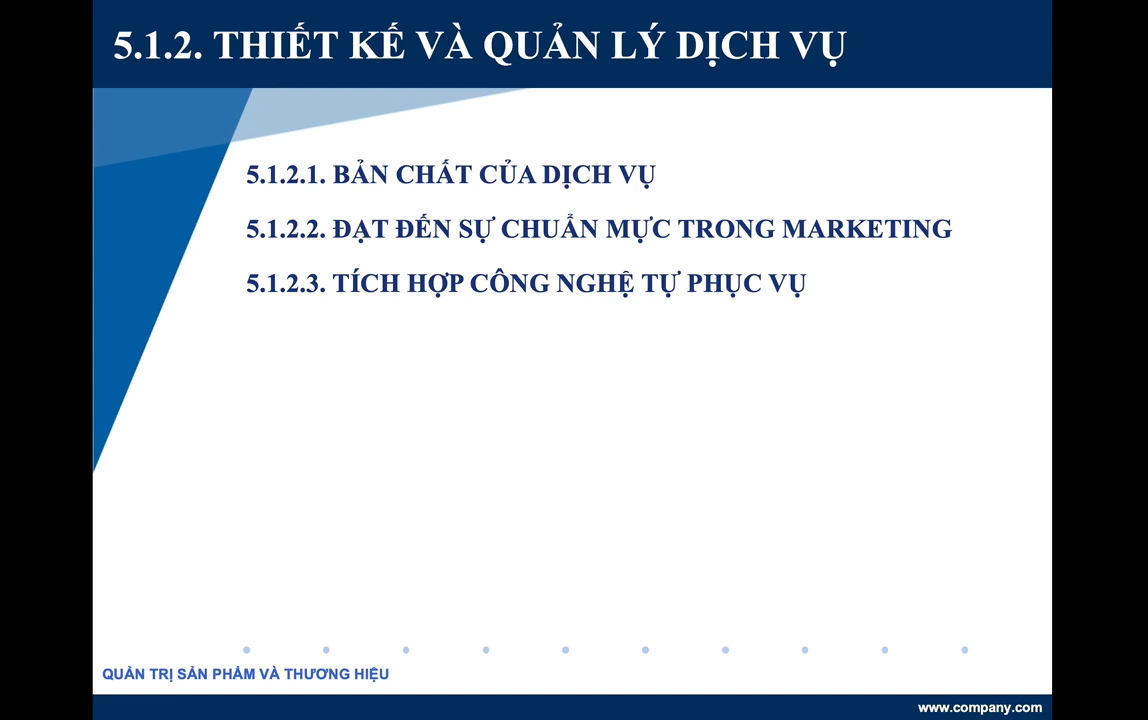 5.1.2. THIẾT KẾ VÀ QUẢN LÝ DỊCH VỤ
5.1.2.1. BẢN CHẤT CỦA DỊCH VỤ
5.1.2.2. ĐẠT ĐẾN SỰ CHUẨN MỰC TRONG MARKETING
5.1.2.3. TÍCH HỢP CÔNG NGHỆ TỰ PHỤC VỤ
QUẢN TRỊ SẢN PHẨM VÀ THƯƠNG HIỆU
www.company.com